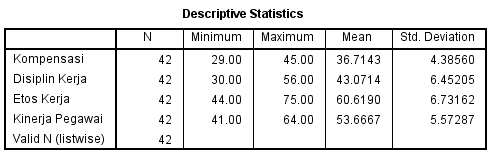 Descriptive Statistics
N Minimum Maximum Mean Std. Deviation
Kompensasi 42 29.00 45.00 36.7143 4.38560
Disiplin Kerja 42 30.00 56.00 43.0714 6.45205
Etos Kerja 42 44.00 75.00 60.6190 6.73162
Kinerja Pegawai 42 41.00 64.00 53.6667 5.57287
Valid N (listwise) 42